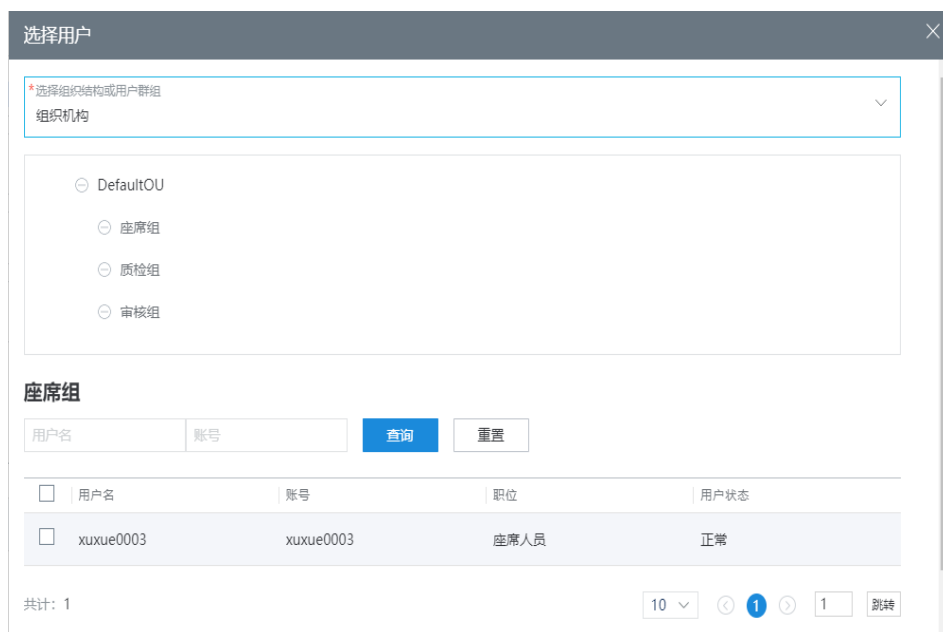 选择用户
*选择组织结构或用户群组
组织机构
DefaultOU
座席组
质检组
审核组
座席组
用户名 账号 查询 重置
用户名 账号 职位 用户状态
xuxue0003 xuxue0003 座席人员 正常
共计: 1 10 1 1 跳转